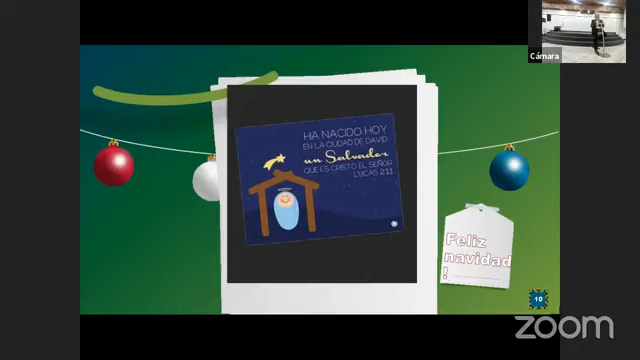 Cámara
HA NACIDO HOY
EN LA CIUDAD DE DAVID
un Salvador
QUE ES CRISTO EL SEÑOR
LUCAS 2:11
Feliz
navidad
!
10
zoom